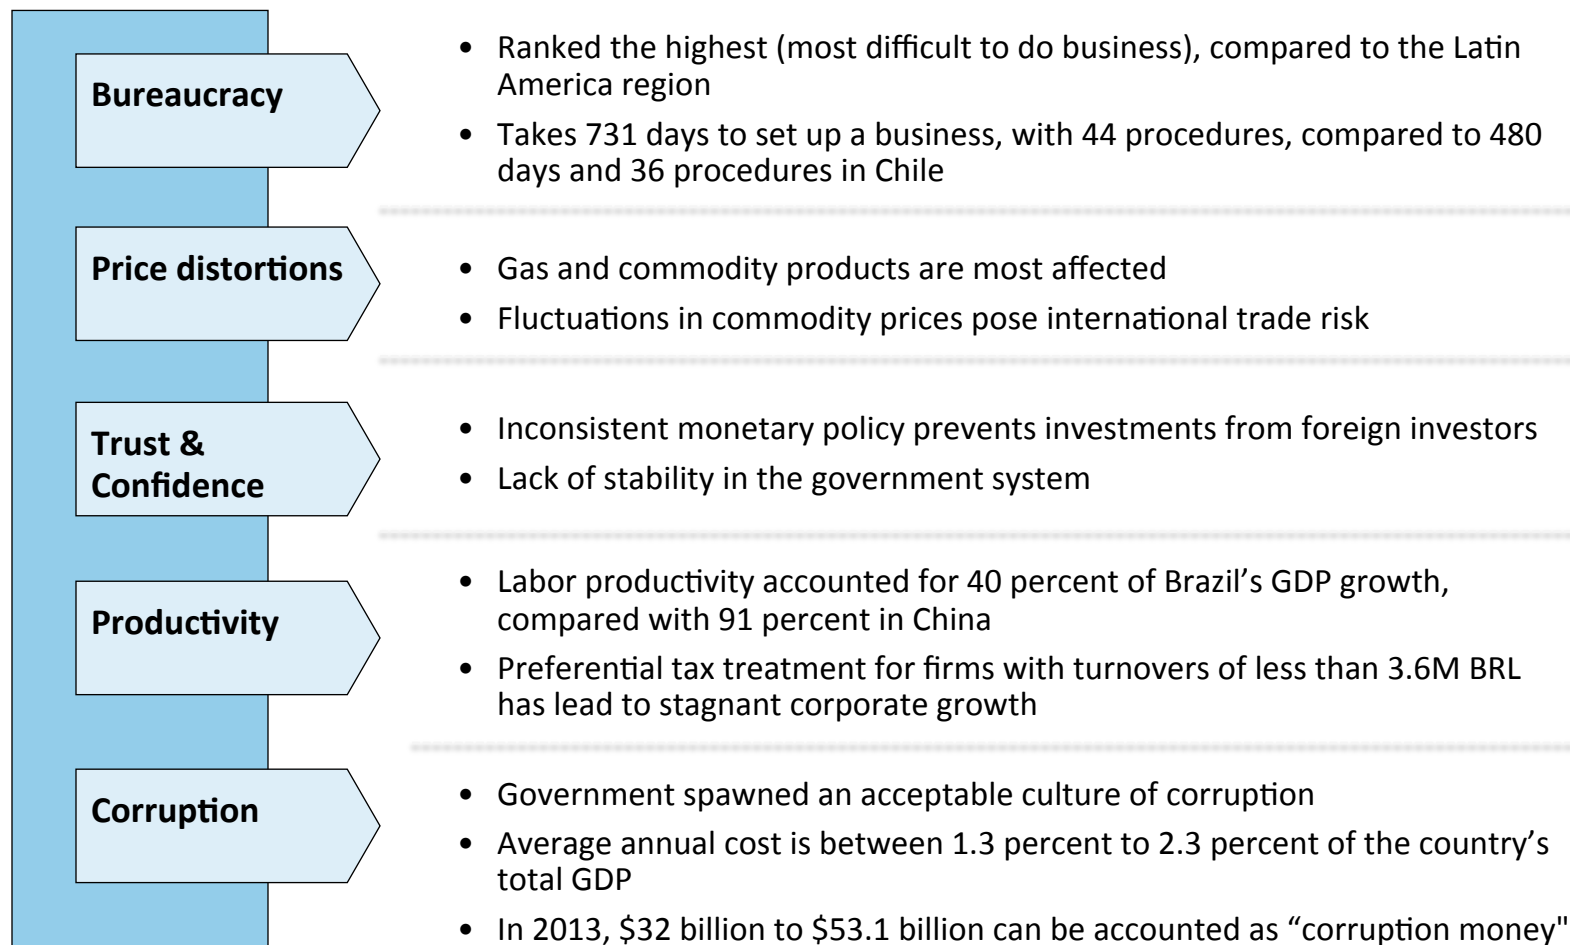 Bureaucracy
• Ranked the highest (most difficult to do business), compared to the Latin
America region
• Takes 731 days to set up a business, with 44 procedures, compared to 480
days and 36 procedures in Chile
Price distortions
• Gas and commodity products are most affected
• Fluctuations in commodity prices pose international trade risk
Trust &
Confidence
• Inconsistent monetary policy prevents investments from foreign investors
• Lack of stability in the government system
Productivity
• Labor productivity accounted for 40 percent of Brazil’s GDP growth,
compared with 91 percent in China
• Preferential tax treatment for firms with turnovers of less than 3.6M BRL
has lead to stagnant corporate growth
Corruption
• Government spawned an acceptable culture of corruption
• Average annual cost is between 1.3 percent to 2.3 percent of the country’s
total GDP
• In 2013, $32 billion to $53.1 billion can be accounted as “corruption money"